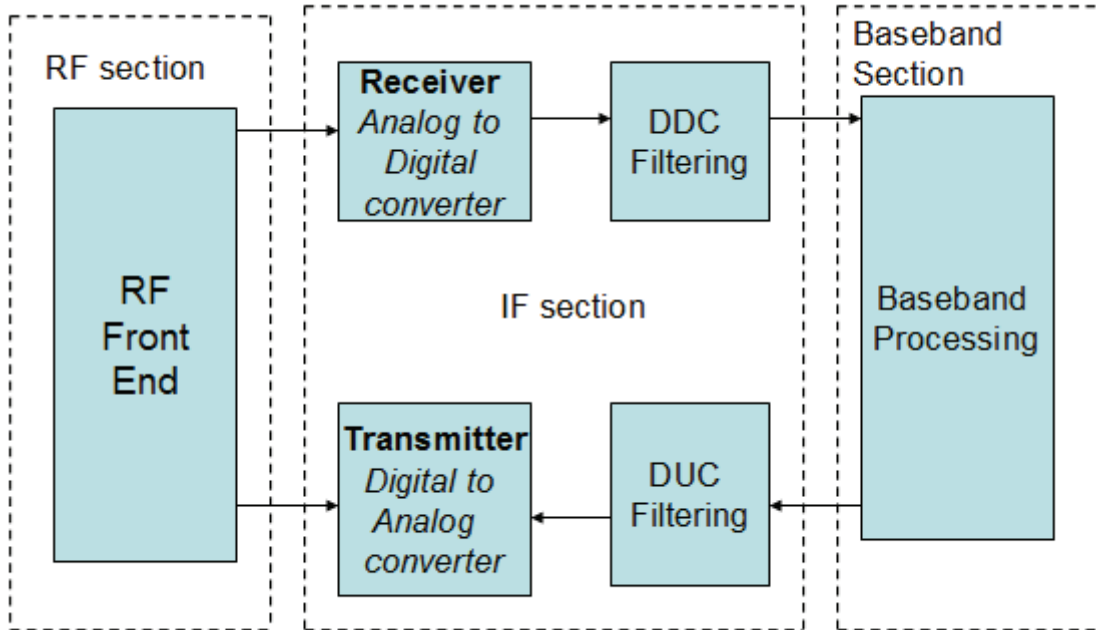 RF section
RF
Front
End
Receiver
Analog to
Digital
converter
DDC
Filtering
IF section
Transmitter
Digital to
Analog
converter
DUC
Filtering
Baseband
Section
Baseband
Processing